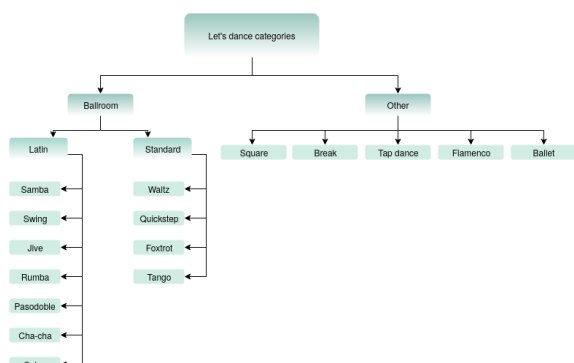 Let's dance categories
Ballroom
Other
Latin
Standard
Square
Break
Tap dance
Flamenco
Ballet
Samba
Waltz
Swing
Quickstep
Jive
Foxtrot
Rumba
Tango
Pasodoble
Cha-cha